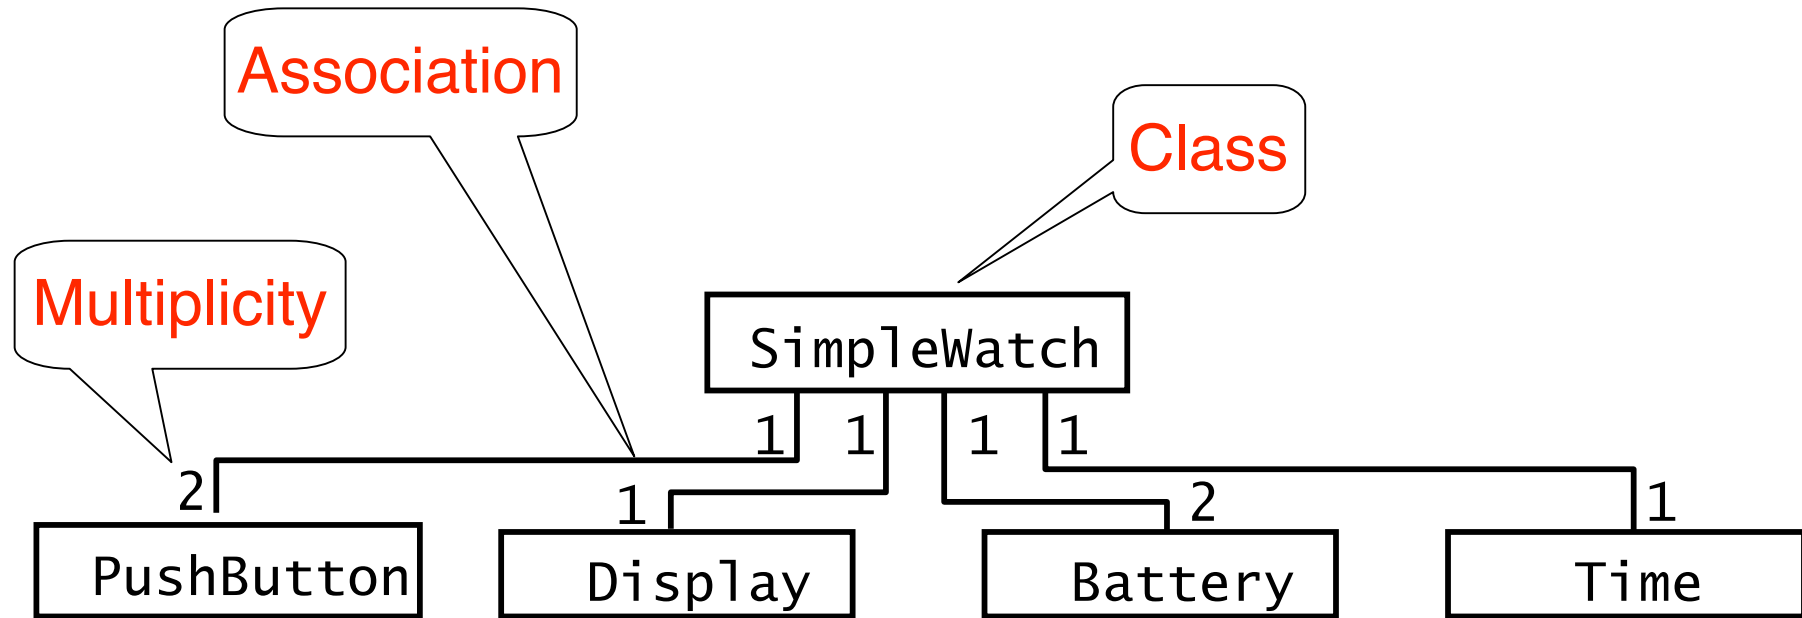 Association
Class
Multiplicity
SimpleWatch
1 1 1 1
2 1 2 1
PushButton Display Battery Time